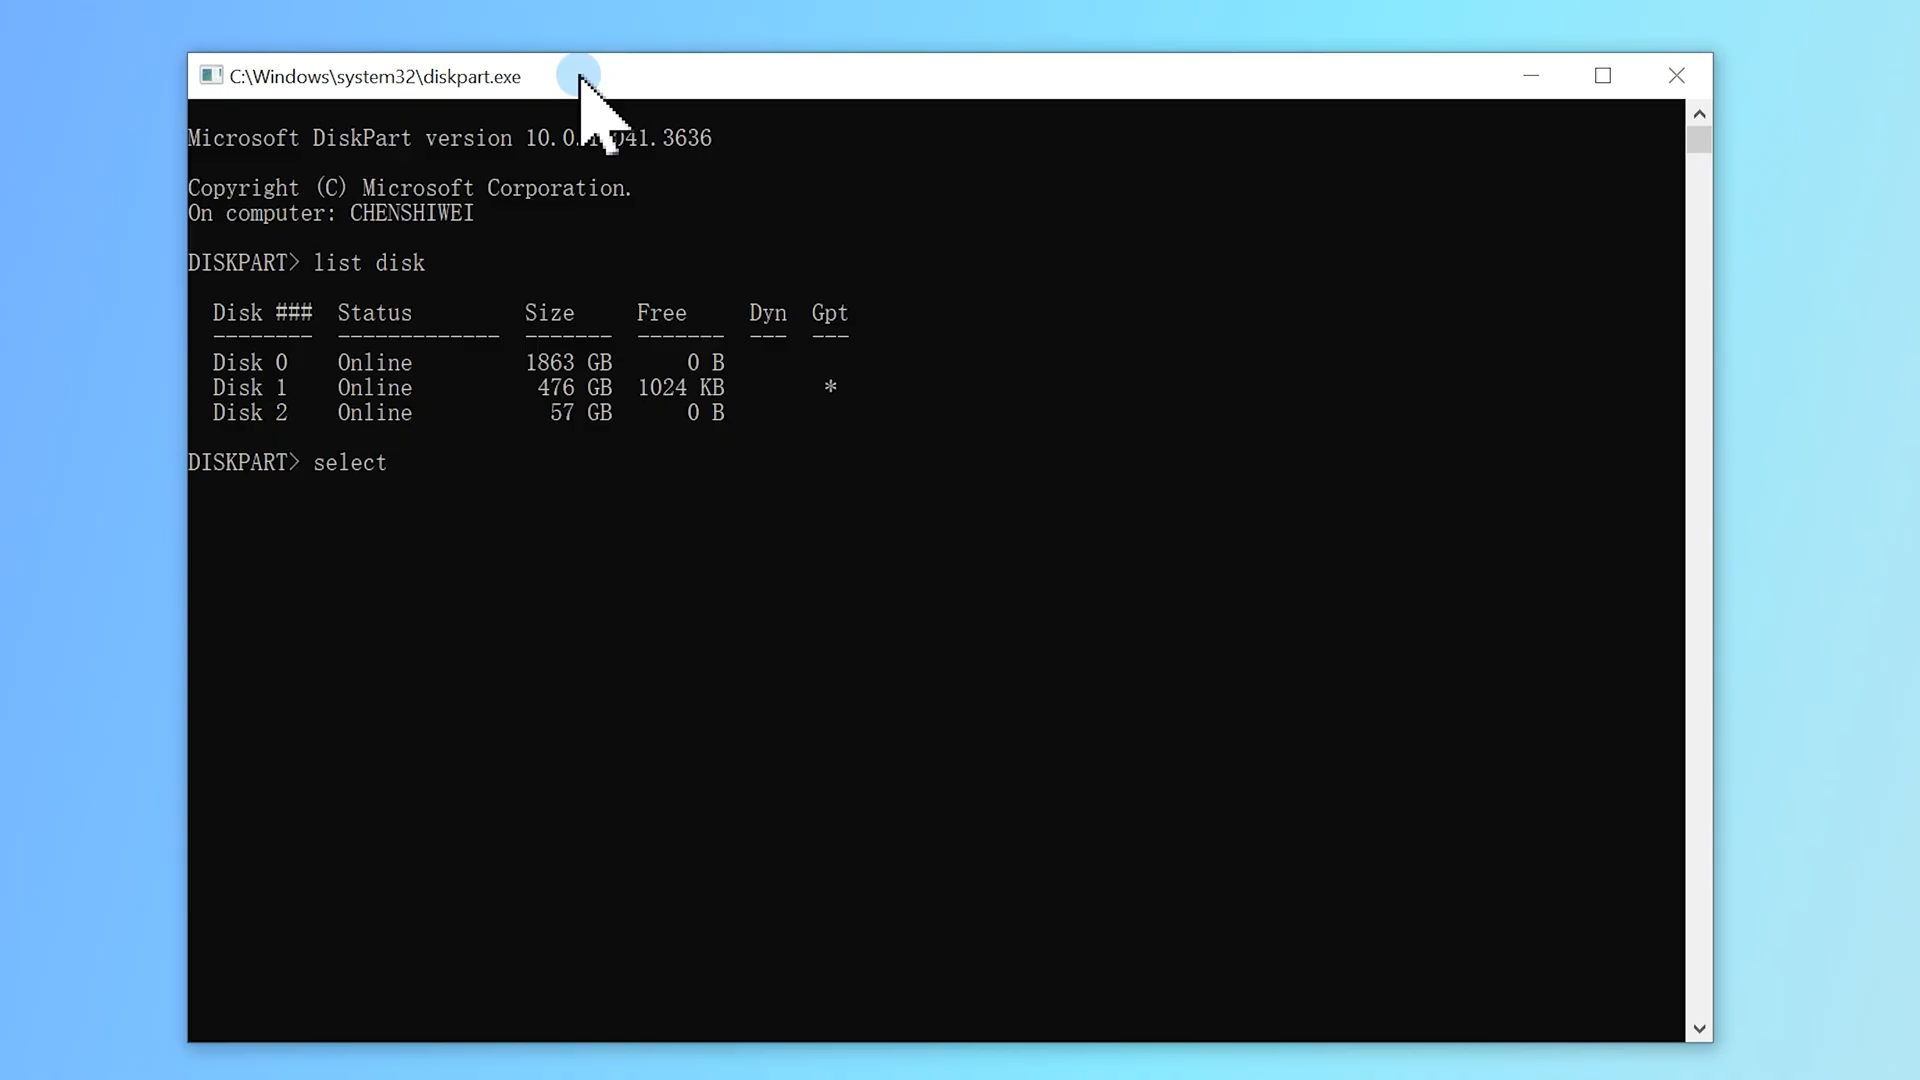 C:\Windows\system32\diskpart.exe
Microsoft DiskPart version
Copyright (C) Microsoft Corporation.
On computer: CHENSHIWEI
DISKPART> list disk
Disk ### Status Size Free Dyn Gpt
-------- ------------- ------- ------- --- ---
Disk 0 Online 1863 GB 0 B
Disk 1 Online 476 GB 1024 KB *
Disk 2 Online 57 GB 0 B
DISKPART> select